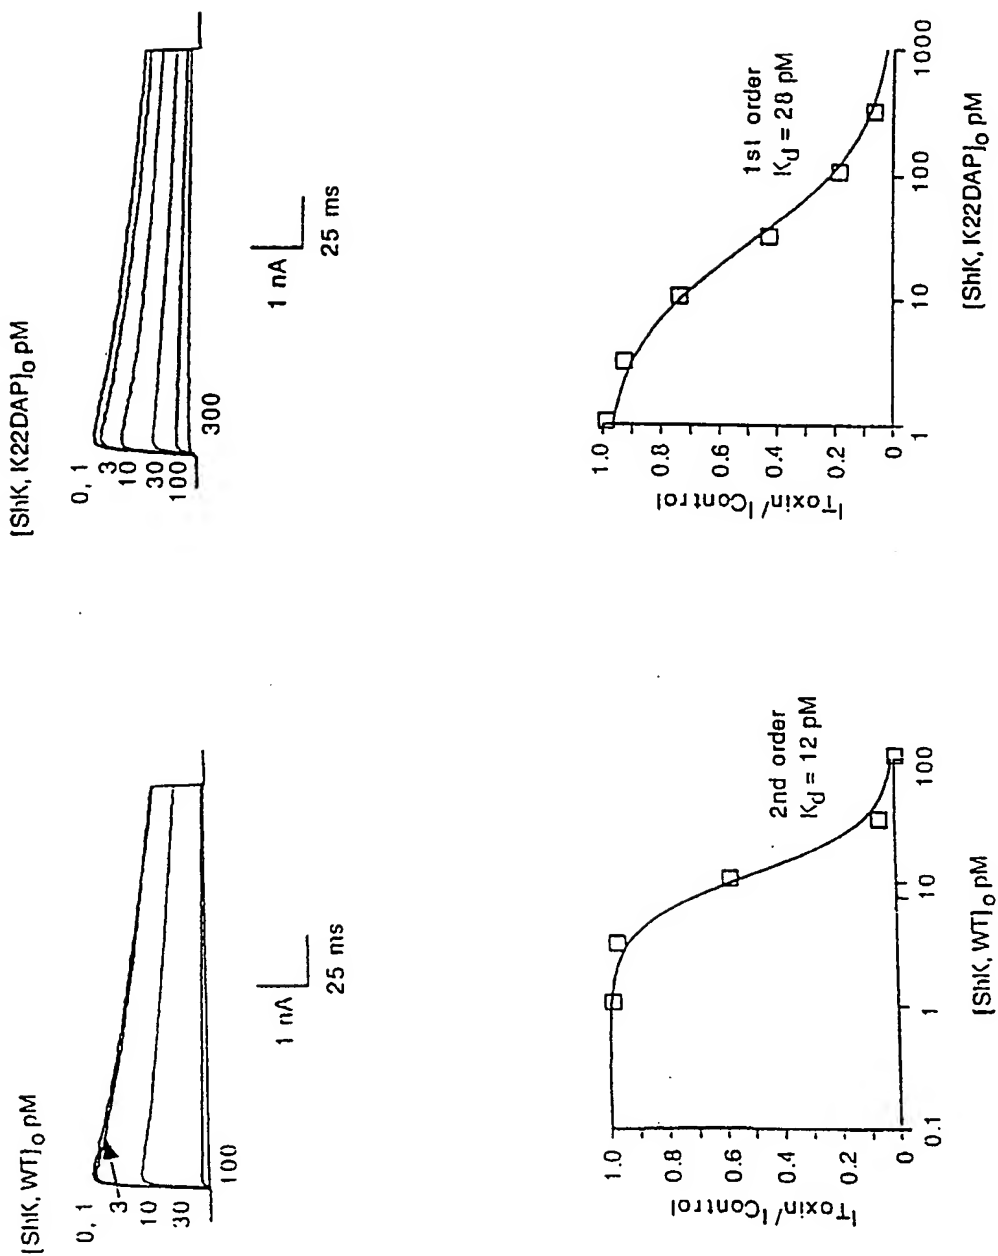 [ShK, WT]o pM
0, 1
3
10
30
100
1 nA
25 ms
[ShK, K22DAP]o pM
0, 1
3
10
30
100
300
1 nA
25 ms
IToxin/IControl
1.0
0.8
0.6
0.4
0.2
0
0.1
1
10
100
2nd order
Kd = 12 pM
[ShK, WT]o pM
IToxin/IControl
1.0
0.8
0.6
0.4
0.2
0
1
10
100
1000
1st order
Kd = 28 pM
[ShK, K22DAP]o pM